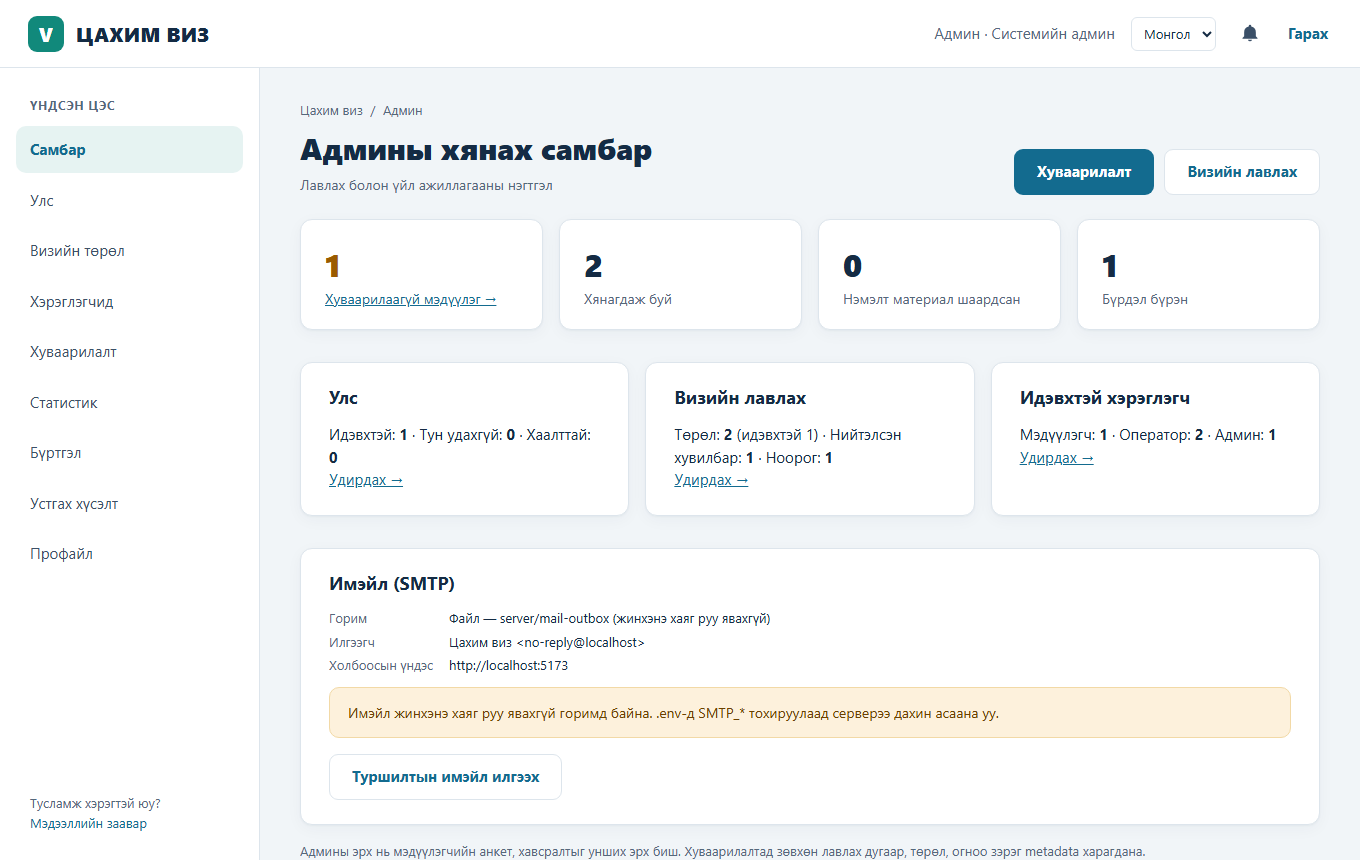 V ЦАХИМ ВИЗ
Админ · Системийн админ Монгол Гарах
ҮНДСЭН ЦЭС
Самбар
Улс
Визийн төрөл
Хэрэглэгчид
Хуваарилалт
Статистик
Бүртгэл
Устгах хүсэлт
Профайл
Тусламж хэрэгтэй юу?
Мэдээллийн заавар
Цахим виз / Админ
Админы хянах самбар
Лавлах болон үйл ажиллагааны нэгтгэл
Хуваарилалт Визийн лавлах
1
Хуваарилаагүй мэдүүлэг →
2
Хянагдаж буй
0
Нэмэлт материал шаардсан
1
Бүрдэл бүрэн
Улс
Идэвхтэй: 1 · Тун удахгүй: 0 · Хаалттай:
0
Удирдах →
Визийн лавлах
Төрөл: 2 (идэвхтэй 1) · Нийтэлсэн
хувилбар: 1 · Ноорог: 1
Удирдах →
Идэвхтэй хэрэглэгч
Мэдүүлэгч: 1 · Оператор: 2 · Админ: 1
Удирдах →
Имэйл (SMTP)
Горим Файл — server/mail-outbox (жинхэнэ хаяг руу явахгүй)
Илгээгч Цахим виз <no-reply@localhost>
Холбоосын үндэс http://localhost:5173
Имэйл жинхэнэ хаяг руу явахгүй горимд байна. .env-д SMTP_* тохируулаад серверээ дахин асаана уу.
Туршилтын имэйл илгээх
Админы эрх нь мэдүүлэгчийн анкет, хавсралтыг унших эрх биш. Хуваарилалтад зөвхөн лавлах дугаар, төрөл, огноо зэрэг metadata харагдана.